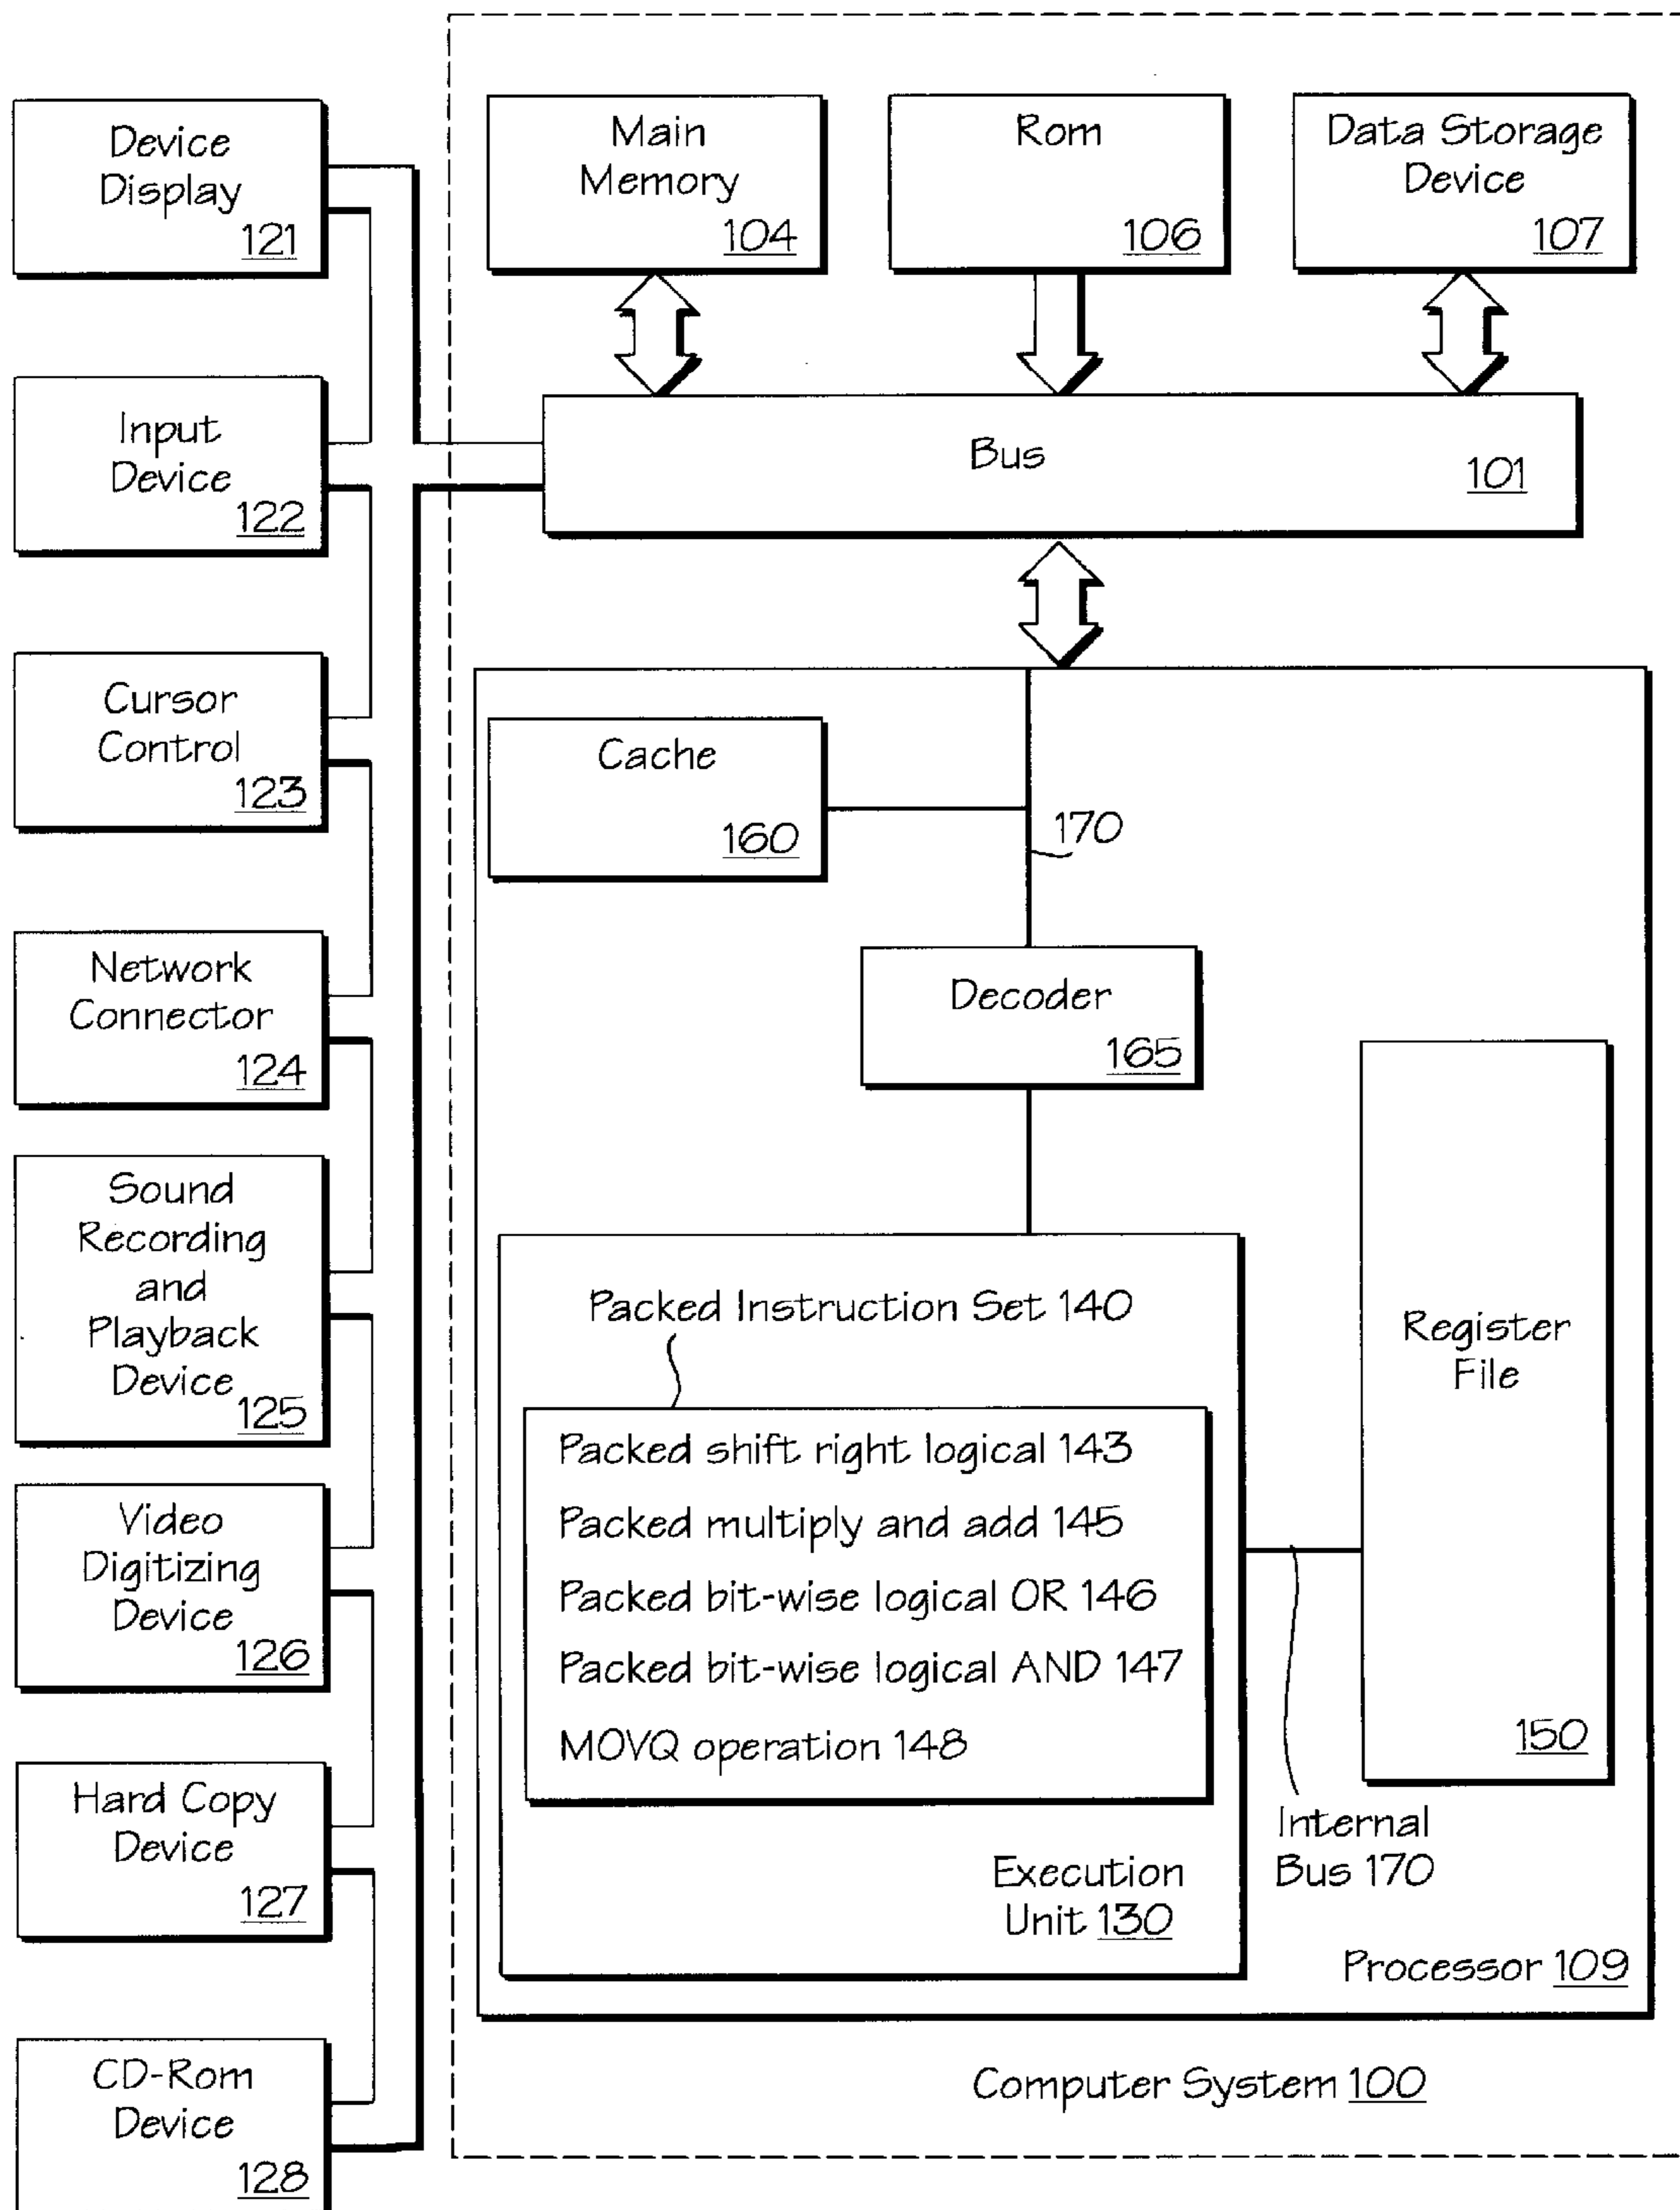 Device
Display
121
Input
Device
122
Cursor
Control
123
Network
Connector
124
Sound
Recording
and
Playback
Device
125
Video
Digitizing
Device
126
Hard Copy
Device
127
CD-Rom
Device
128
Main
Memory
104
Rom
106
Data Storage
Device
107
Bus
101
Cache
160
170
Decoder
165
Packed Instruction Set 140
Packed shift right logical 143
Packed multiply and add 145
Packed bit-wise logical OR 146
Packed bit-wise logical AND 147
MOVQ operation 148
Execution
Unit 130
Register
File
150
Internal
Bus 170
Processor 109
Computer System 100